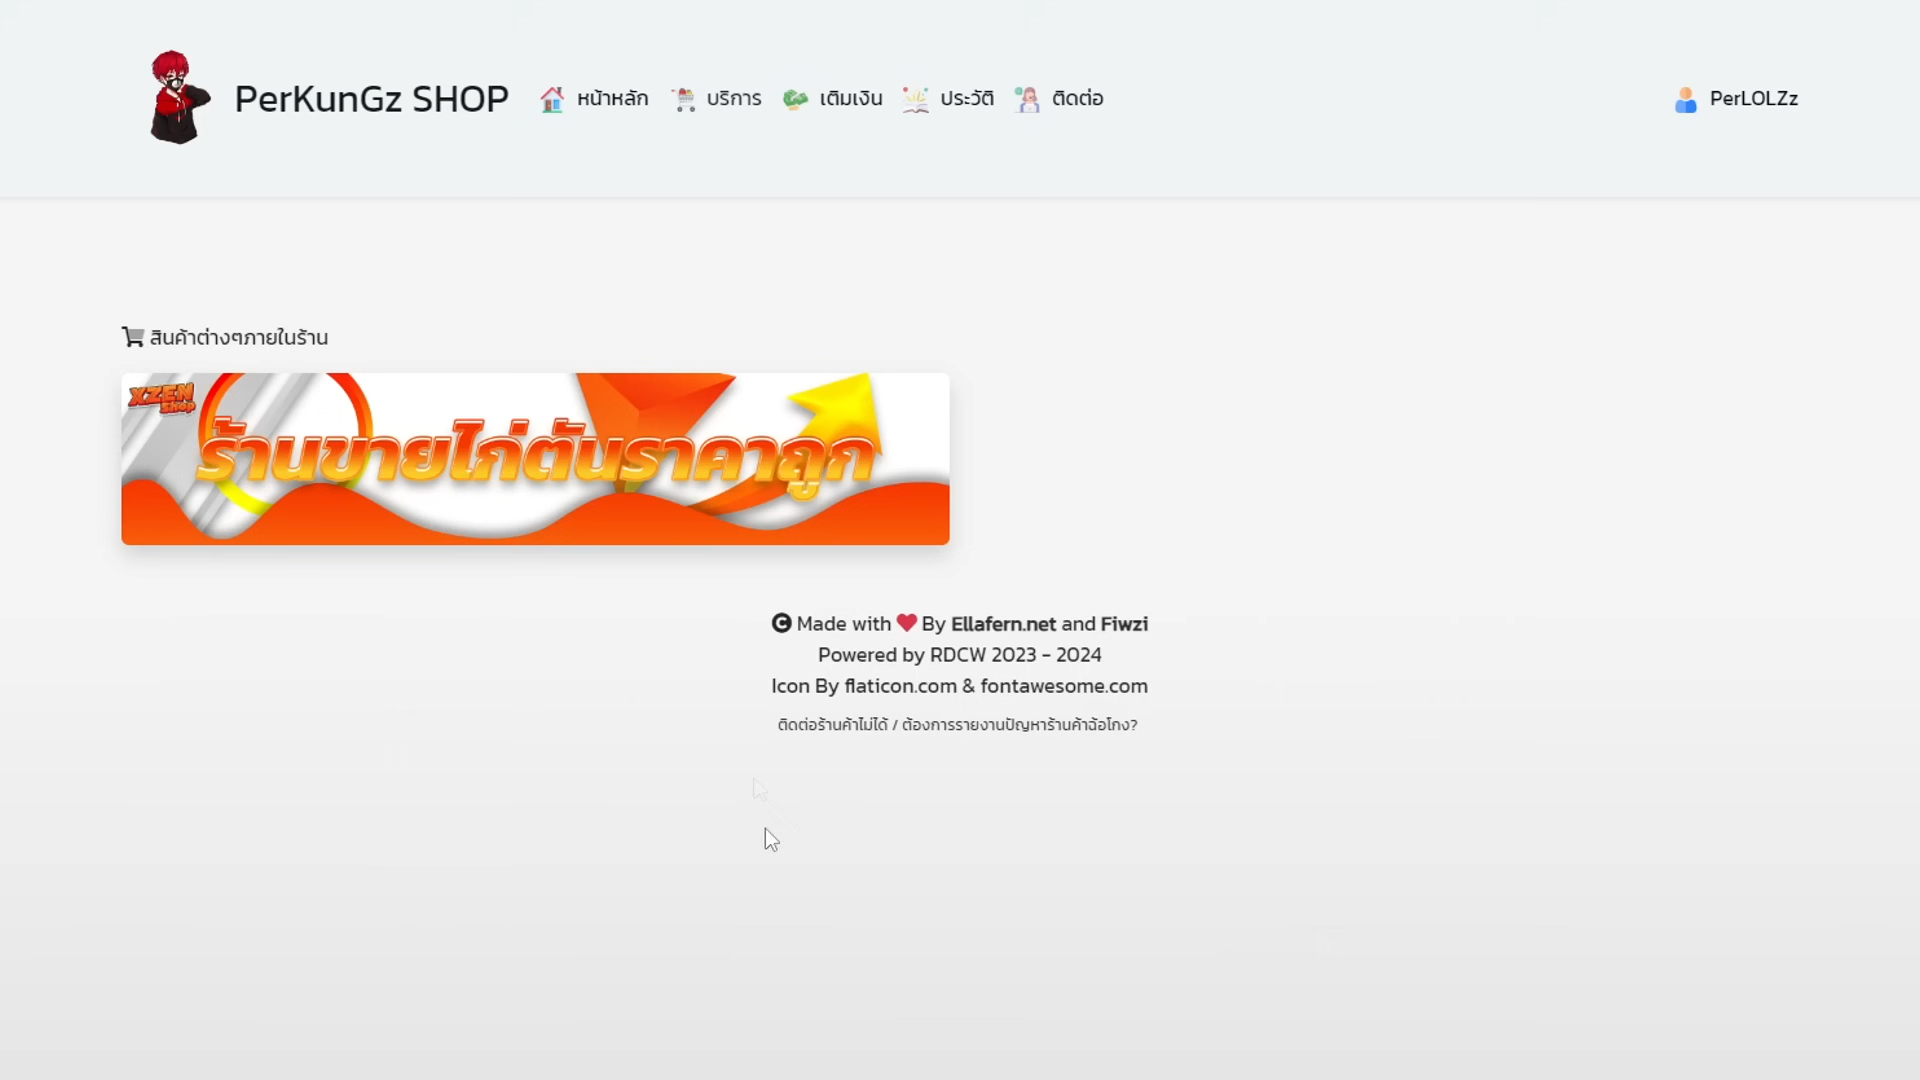 PerKunGz SHOP
หน้าหลัก
บริการ
เติมเงิน
ประวัติ
ติดต่อ
PerLOLZz
สินค้าต่างๆภายในร้าน
XZEN
Shop
ร้านขายไก่ตันราคาถูก
Made with ❤ By Ellafern.net and Fiwzi
Powered by RDCW 2023 - 2024
Icon By flaticon.com & fontawesome.com
ติดต่อร้านค้าไม่ได้ / ต้องการรายงานปัญหาร้านค้าฉ้อโกง?